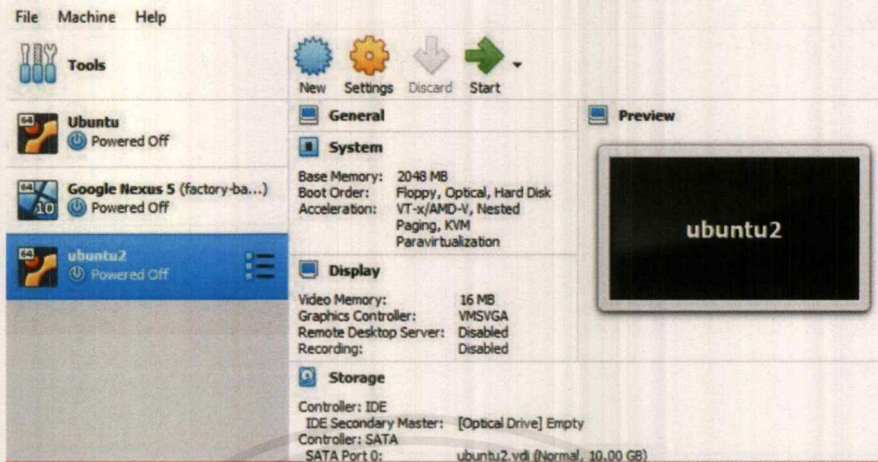 File Machine Help
Tools
New Settings Discard Start
64
Ubuntu
Powered Off
64
10
Google Nexus 5 (factory-ba...)
Powered Off
64
ubuntu2
Powered Off
General
System
Base Memory: 2048 MB
Boot Order: Floppy, Optical, Hard Disk
Acceleration: VT-x/AMD-V, Nested
Paging, KVM
Paravirtualization
Display
Video Memory: 16 MB
Graphics Controller: VMSVGA
Remote Desktop Server: Disabled
Recording: Disabled
Storage
Controller: IDE
IDE Secondary Master: [Optical Drive] Empty
Controller: SATA
SATA Port 0: ubuntu2.vdi (Normal, 10.00 GB)
Preview
ubuntu2